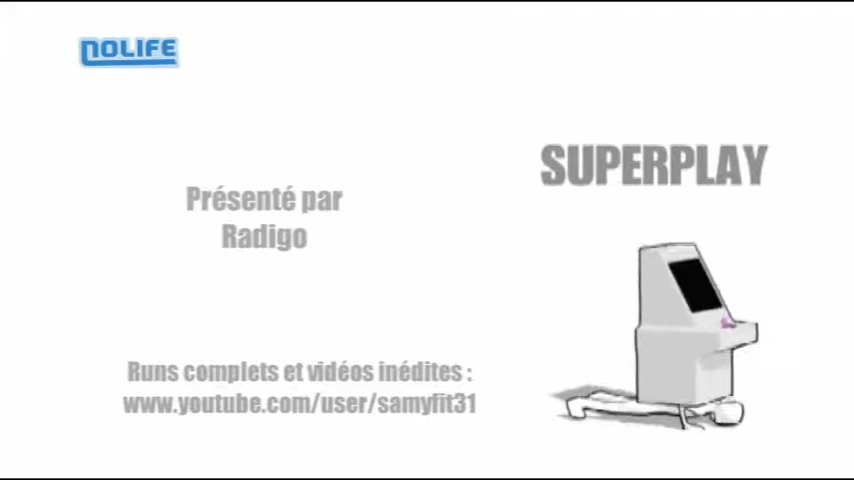 NOLIFE
SUPERPLAY
Présenté par
Radigo
Runs complets et vidéos inédites :
www.youtube.com/user/samyfit31